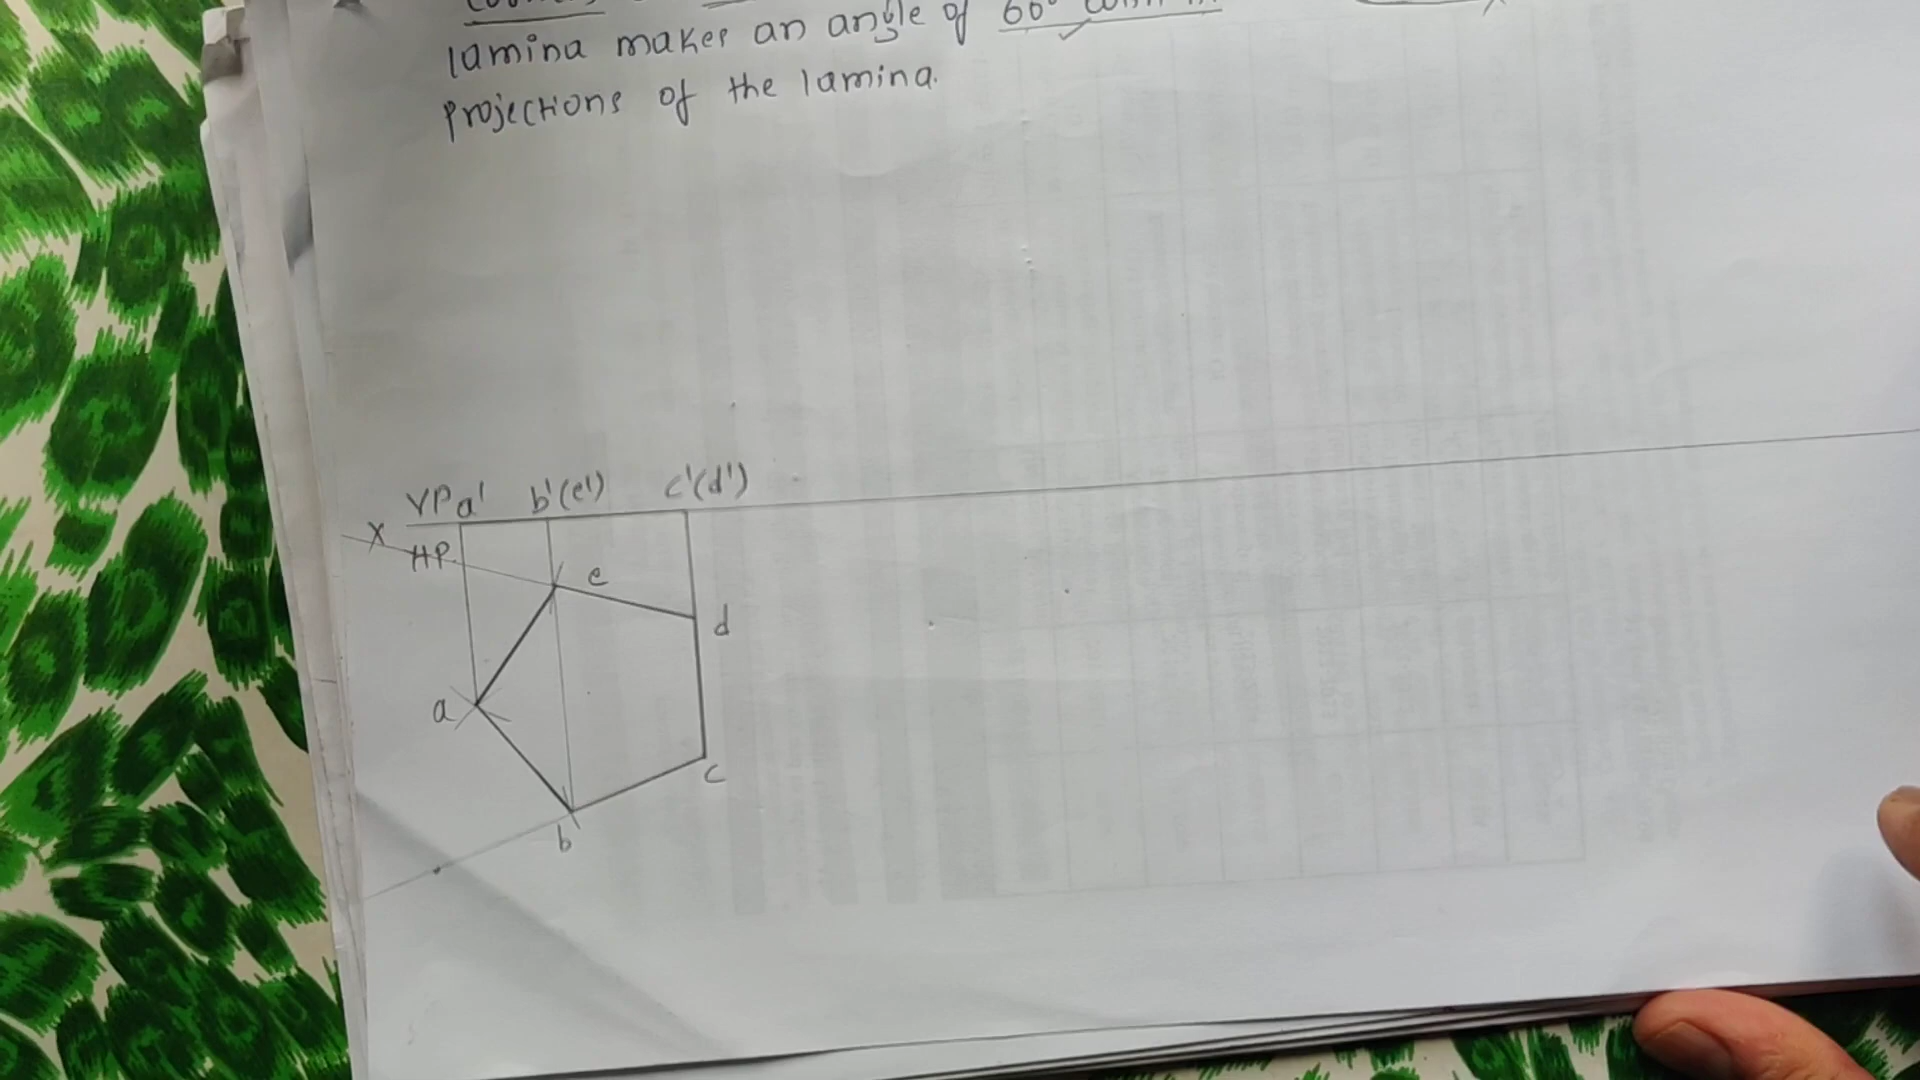 lamina makes an angle of 60°
projections of the lamina.
VP a' b'(e') c'(d')
X
HP
e
d
a
c
b